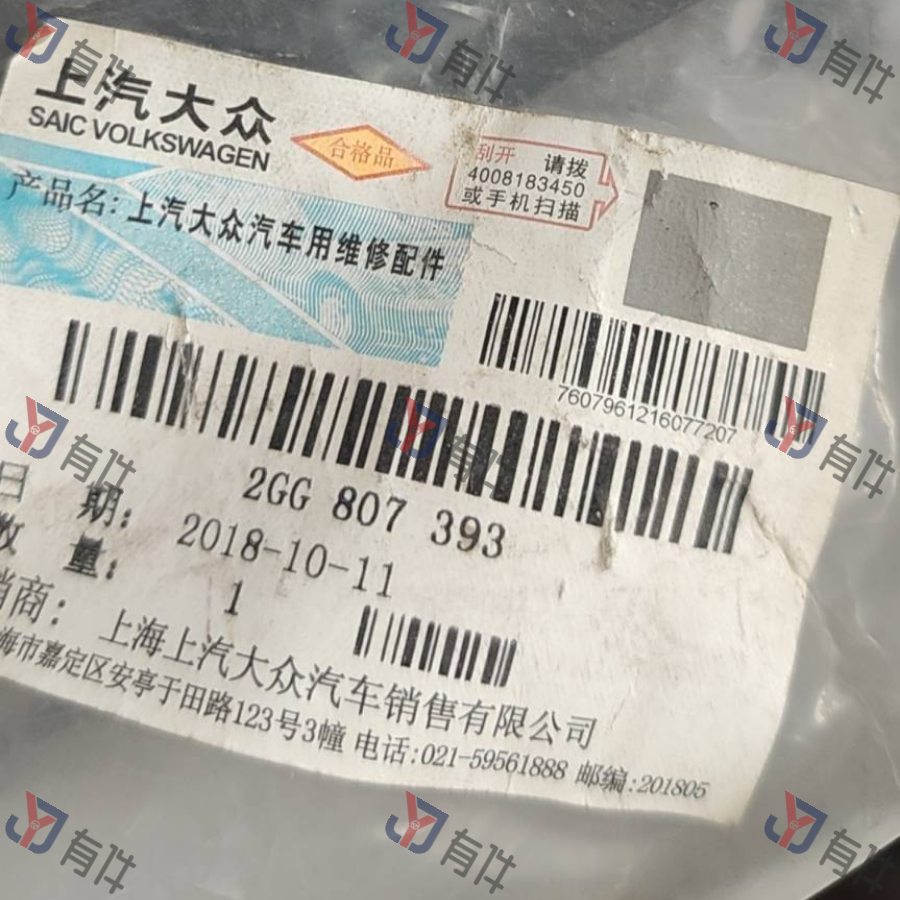 上汽大众
SAIC VOLKSWAGEN
合格品
刮开 请拨
4008183450
或手机扫描
产品名: 上汽大众汽车用维修配件
7607961216077207
2GG 807 393
日 期: 2018-10-11
量: 1
销商: 上海上汽大众汽车销售有限公司
海市嘉定区安亭于田路123号3幢 电话:021-59561888 邮编:201805
有件
有件
有件
有件
有件
有件
有件
有件
有件